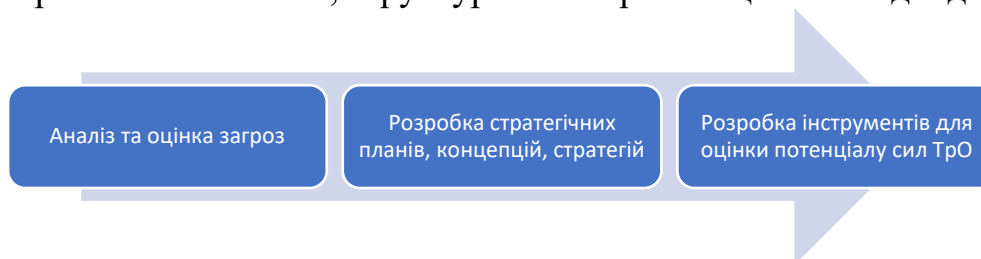 Аналіз та оцінка загроз
Розробка стратегічних
планів, концепцій, стратегій
Розробка інструментів для
оцінки потенціалу сил ТрО